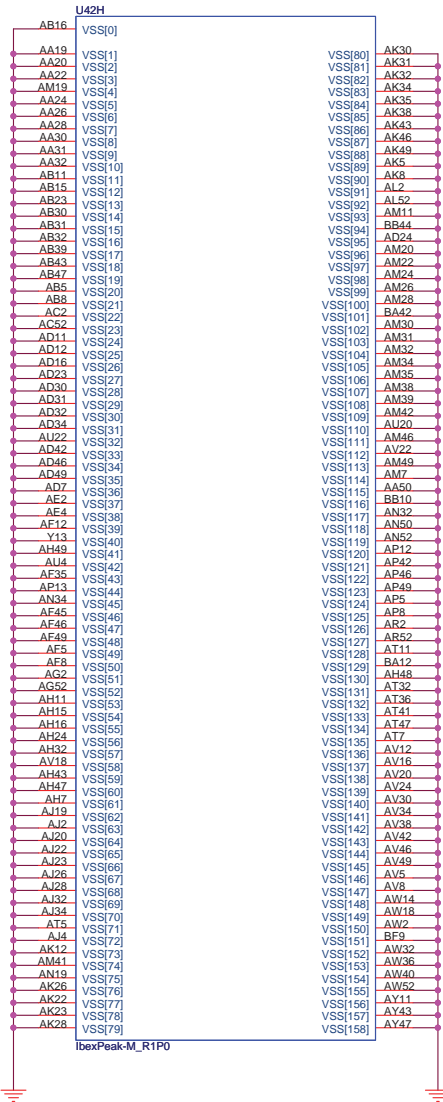 U42H
AB16 VSS[0]
AA19 VSS[1] VSS[80] AK30
AA20 VSS[2] VSS[81] AK31
AA22 VSS[3] VSS[82] AK32
AM19 VSS[4] VSS[83] AK34
AA24 VSS[5] VSS[84] AK35
AA26 VSS[6] VSS[85] AK38
AA28 VSS[7] VSS[86] AK43
AA30 VSS[8] VSS[87] AK46
AA31 VSS[9] VSS[88] AK49
AA32 VSS[10] VSS[89] AK5
AB11 VSS[11] VSS[90] AK8
AB15 VSS[12] VSS[91] AL2
AB23 VSS[13] VSS[92] AL52
AB30 VSS[14] VSS[93] AM11
AB31 VSS[15] VSS[94] BB44
AB32 VSS[16] VSS[95] AD24
AB39 VSS[17] VSS[96] AM20
AB43 VSS[18] VSS[97] AM22
AB47 VSS[19] VSS[98] AM24
AB5 VSS[20] VSS[99] AM26
AB8 VSS[21] VSS[100] AM28
AC2 VSS[22] VSS[101] BA42
AC52 VSS[23] VSS[102] AM30
AD11 VSS[24] VSS[103] AM31
AD12 VSS[25] VSS[104] AM32
AD16 VSS[26] VSS[105] AM34
AD23 VSS[27] VSS[106] AM35
AD30 VSS[28] VSS[107] AM38
AD31 VSS[29] VSS[108] AM39
AD32 VSS[30] VSS[109] AM42
AD34 VSS[31] VSS[110] AU20
AU22 VSS[32] VSS[111] AM46
AD42 VSS[33] VSS[112] AV22
AD46 VSS[34] VSS[113] AM49
AD49 VSS[35] VSS[114] AM7
AD7 VSS[36] VSS[115] AA50
AE2 VSS[37] VSS[116] BB10
AE4 VSS[38] VSS[117] AN32
AF12 VSS[39] VSS[118] AN50
Y13 VSS[40] VSS[119] AN52
AH49 VSS[41] VSS[120] AP12
AU4 VSS[42] VSS[121] AP42
AF35 VSS[43] VSS[122] AP46
AP13 VSS[44] VSS[123] AP49
AN34 VSS[45] VSS[124] AP5
AF45 VSS[46] VSS[125] AP8
AF46 VSS[47] VSS[126] AR2
AF49 VSS[48] VSS[127] AR52
AF5 VSS[49] VSS[128] AT11
AF8 VSS[50] VSS[129] BA12
AG2 VSS[51] VSS[130] AH48
AG52 VSS[52] VSS[131] AT32
AH11 VSS[53] VSS[132] AT36
AH15 VSS[54] VSS[133] AT41
AH16 VSS[55] VSS[134] AT47
AH24 VSS[56] VSS[135] AT7
AH32 VSS[57] VSS[136] AV12
AV18 VSS[58] VSS[137] AV16
AH43 VSS[59] VSS[138] AV20
AH47 VSS[60] VSS[139] AV24
AH7 VSS[61] VSS[140] AV30
AJ19 VSS[62] VSS[141] AV34
AJ2 VSS[63] VSS[142] AV38
AJ20 VSS[64] VSS[143] AV42
AJ22 VSS[65] VSS[144] AV46
AJ23 VSS[66] VSS[145] AV49
AJ26 VSS[67] VSS[146] AV5
AJ28 VSS[68] VSS[147] AV8
AJ32 VSS[69] VSS[148] AW14
AJ34 VSS[70] VSS[149] AW18
AT5 VSS[71] VSS[150] AW2
AJ4 VSS[72] VSS[151] BF9
AK12 VSS[73] VSS[152] AW32
AM41 VSS[74] VSS[153] AW36
AN19 VSS[75] VSS[154] AW40
AK26 VSS[76] VSS[155] AW52
AK22 VSS[77] VSS[156] AY11
AK23 VSS[78] VSS[157] AY43
AK28 VSS[79] VSS[158] AY47
IbexPeak-M_R1P0